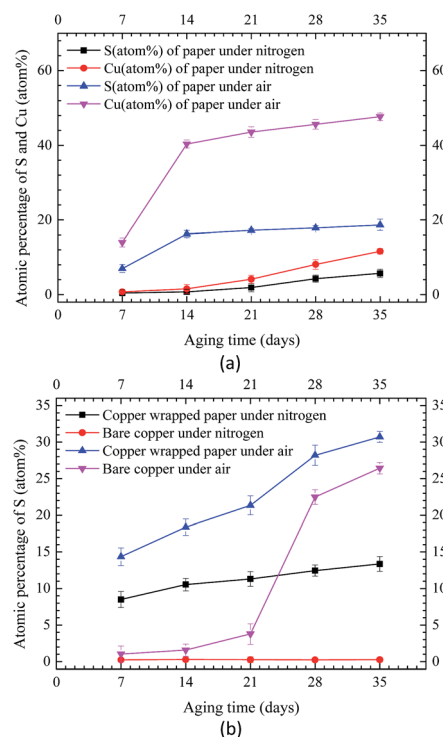 0 7 14 21 28 35
60 60
40 40
20 20
0 0
S(atom%) of paper under nitrogen
Cu(atom%) of paper under nitrogen
S(atom%) of paper under air
Cu(atom%) of paper under air
Atomic percentage of S and Cu (atom%)
0 7 14 21 28 35
Aging time (days)
(a)
0 7 14 21 28 35
35 35
30 30
25 25
20 20
15 15
10 10
5 5
0 0
Copper wrapped paper under nitrogen
Bare copper under nitrogen
Copper wrapped paper under air
Bare copper under air
Atomic percentage of S (atom%)
0 7 14 21 28 35
Aging time (days)
(b)